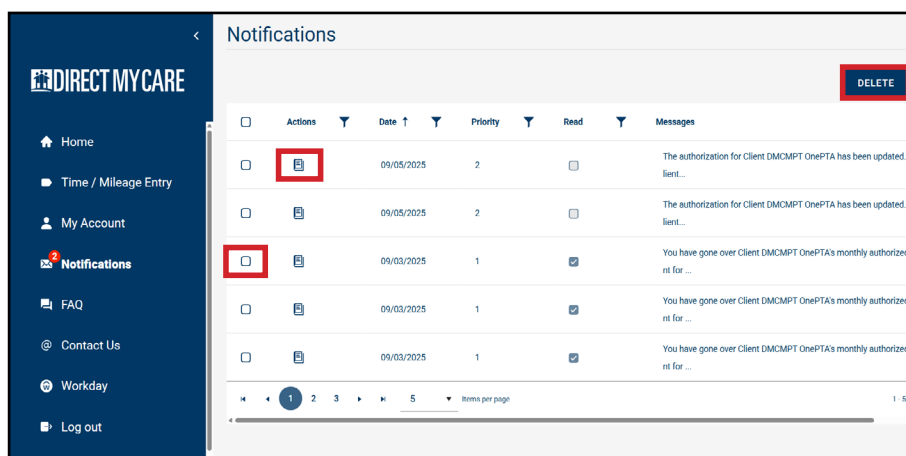 Notifications
DIRECT MY CARE
DELETE
Actions Date ↑ Priority Read Messages
Home
Time / Mileage Entry
My Account
2
Notifications
FAQ
@ Contact Us
Workday
Log out
09/05/2025 2 The authorization for Client DMCMPT OnePTA has been updated.
lient...
09/05/2025 2 The authorization for Client DMCMPT OnePTA has been updated.
lient...
09/03/2025 1 You have gone over Client DMCMPT OnePTA's monthly authorized
nt for ...
09/03/2025 1 You have gone over Client DMCMPT OnePTA's monthly authorized
nt for ...
09/03/2025 1 You have gone over Client DMCMPT OnePTA's monthly authorized
nt for ...
1 2 3 5 Items per page 1 - 5